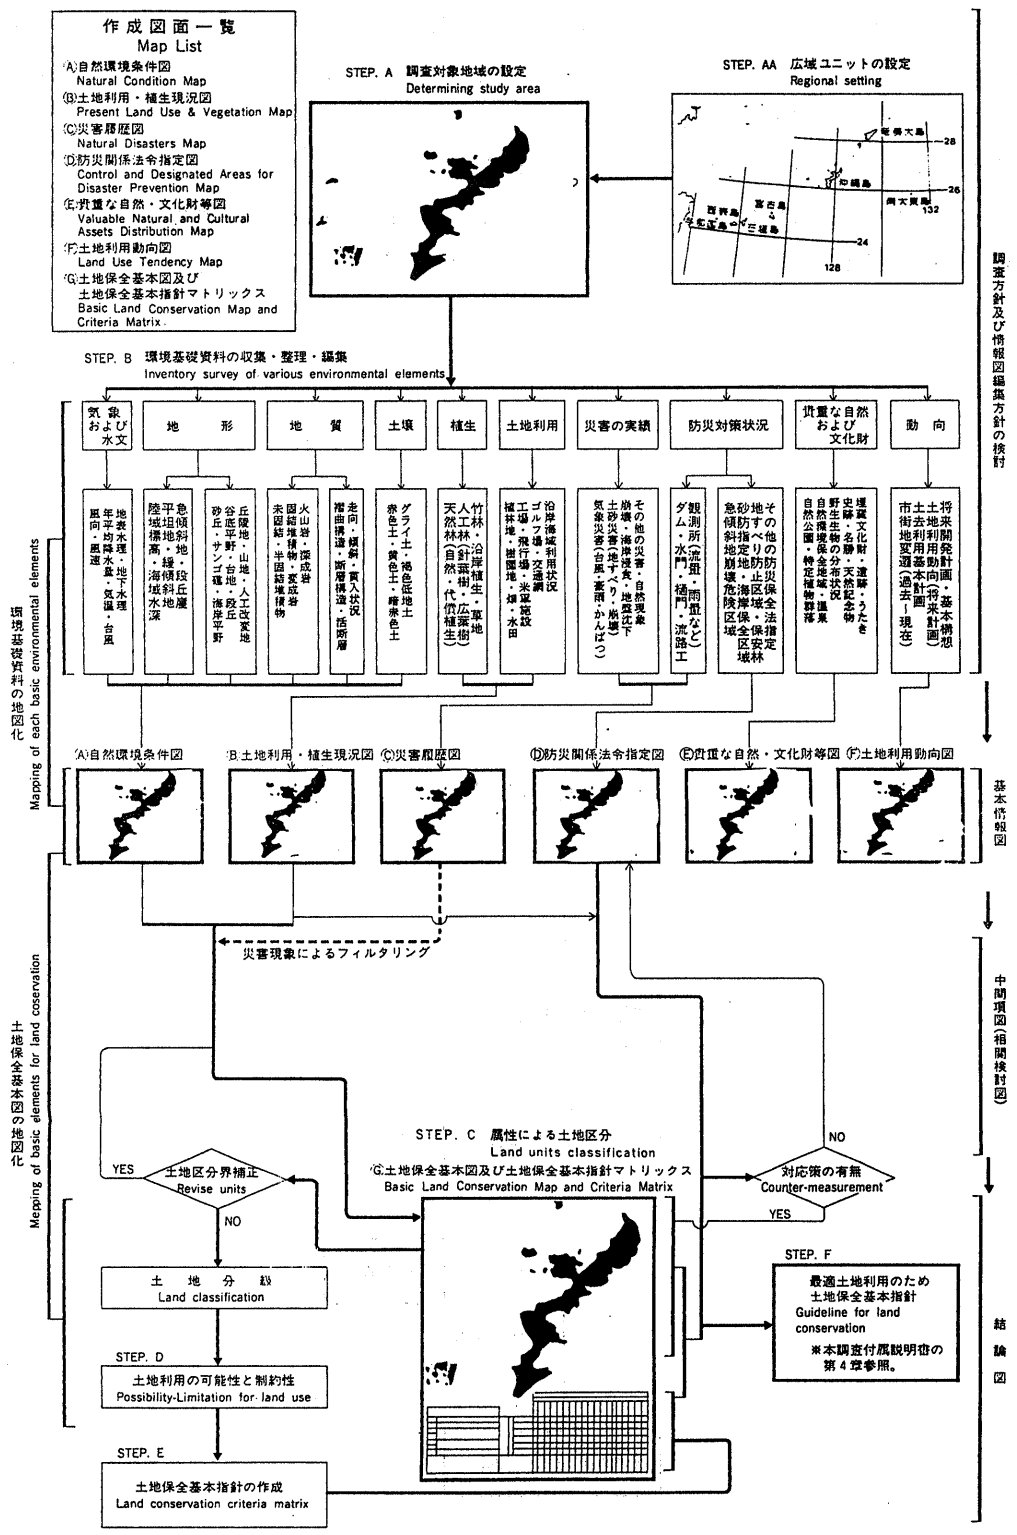 作成図面一覧
Map List
Ⓐ自然環境条件図
Natural Condition Map
Ⓑ土地利用・植生現況図
Present Land Use & Vegetation Map
Ⓒ災害履歴図
Natural Disasters Map
Ⓓ防災関係法令指定図
Control and Designated Areas for
Disaster Prevention Map
Ⓔ貴重な自然・文化財等図
Valuable Natural and Cultural
Assets Distribution Map
Ⓕ土地利用動向図
Land Use Tendency Map
Ⓖ土地保全基本図及び
土地保全基本指針マトリックス
Basic Land Conservation Map and
Criteria Matrix.
STEP. A 調査対象地域の設定
Determining study area
STEP. AA 広域ユニットの設定
Regional setting
奄美大島
28
沖縄島
26
南大東島
132
宮古島
西表島
与那国島
石垣島
24
128
調査方針及び情報図編集方針の検討
STEP. B 環境基礎資料の収集・整理・編集
Inventory survey of various environmental elements
気象
および
水文
地形
地質
土壌
植生
土地利用
災害の実績
防災対策状況
貴重な自然
および
文化財
動向
地表水理・地下水理
年平均降水量・気温・台風
風向・風速
急傾斜地・段丘崖
平坦地・緩傾斜地
陸域標高・海域水深
丘陵地・山地・人工改変地
谷底平野・台地・段丘
砂丘・サンゴ礁・海岸平野
火山岩・深成岩
固結堆積物・変成岩
未固結・半固結堆積物
走向・傾斜・貫入状況
褶曲構造・断層構造・活断層
グライ土・褐色低地土
赤色土・黄色土・暗赤色土
竹林・沿岸植生・草地
人工林(針葉樹・広葉樹)
天然林(自然・代償植生)
沿岸海域利用状況
ゴルフ場・交通網
工場・飛行場・米軍施設
植林地・樹園地・畑・水田
その他の災害・自然現象
崩壊・海岸浸食・地盤沈下
土砂災害(地すべり・崩壊)
気象災害(台風・豪雨・かんばつ)
観測所(流量・雨量など)
ダム・水門・樋門・流路工
その他の防災保全法指定
地すべり防止区域・保安林
砂防指定地・海岸保全区域
急傾斜地崩壊危険区域
埋蔵文化財・遺跡・うたき
史跡・名勝・天然記念物
野生生物の分布状況
自然環境保全地域・温泉
自然公園・特定植物群落
将来開発計画・基本構想
土地利用動向(将来計画)
土去利用基本計画
市街地変遷(過去～現在)
環境基礎資料の地図化
Mapping of each basic environmental elements
Ⓐ自然環境条件図
Ⓑ土地利用・植生現況図
Ⓒ災害履歴図
Ⓓ防災関係法令指定図
Ⓔ貴重な自然・文化財等図
Ⓕ土地利用動向図
基本情報図
災害現象によるフィルタリング
中間項図(相関検討図)
土地保全基本図の地図化
Mepping of basic elements for land coservation
STEP. C 属性による土地区分
Land units classification
Ⓖ土地保全基本図及び土地保全基本指針マトリックス
Basic Land Conservation Map and Criteria Matrix
YES
土地区分界補正
Revise units
NO
NO
対応策の有無
Counter-measurement
YES
土地分級
Land classification
STEP. D
土地利用の可能性と制約性
Possibility-Limitation for land use
STEP. E
土地保全基本指針の作成
Land conservation criteria matrix
STEP. F
最適土地利用のため
土地保全基本指針
Guideline for land
conservation
※本調査付属説明書の
第4章参照。
結論図